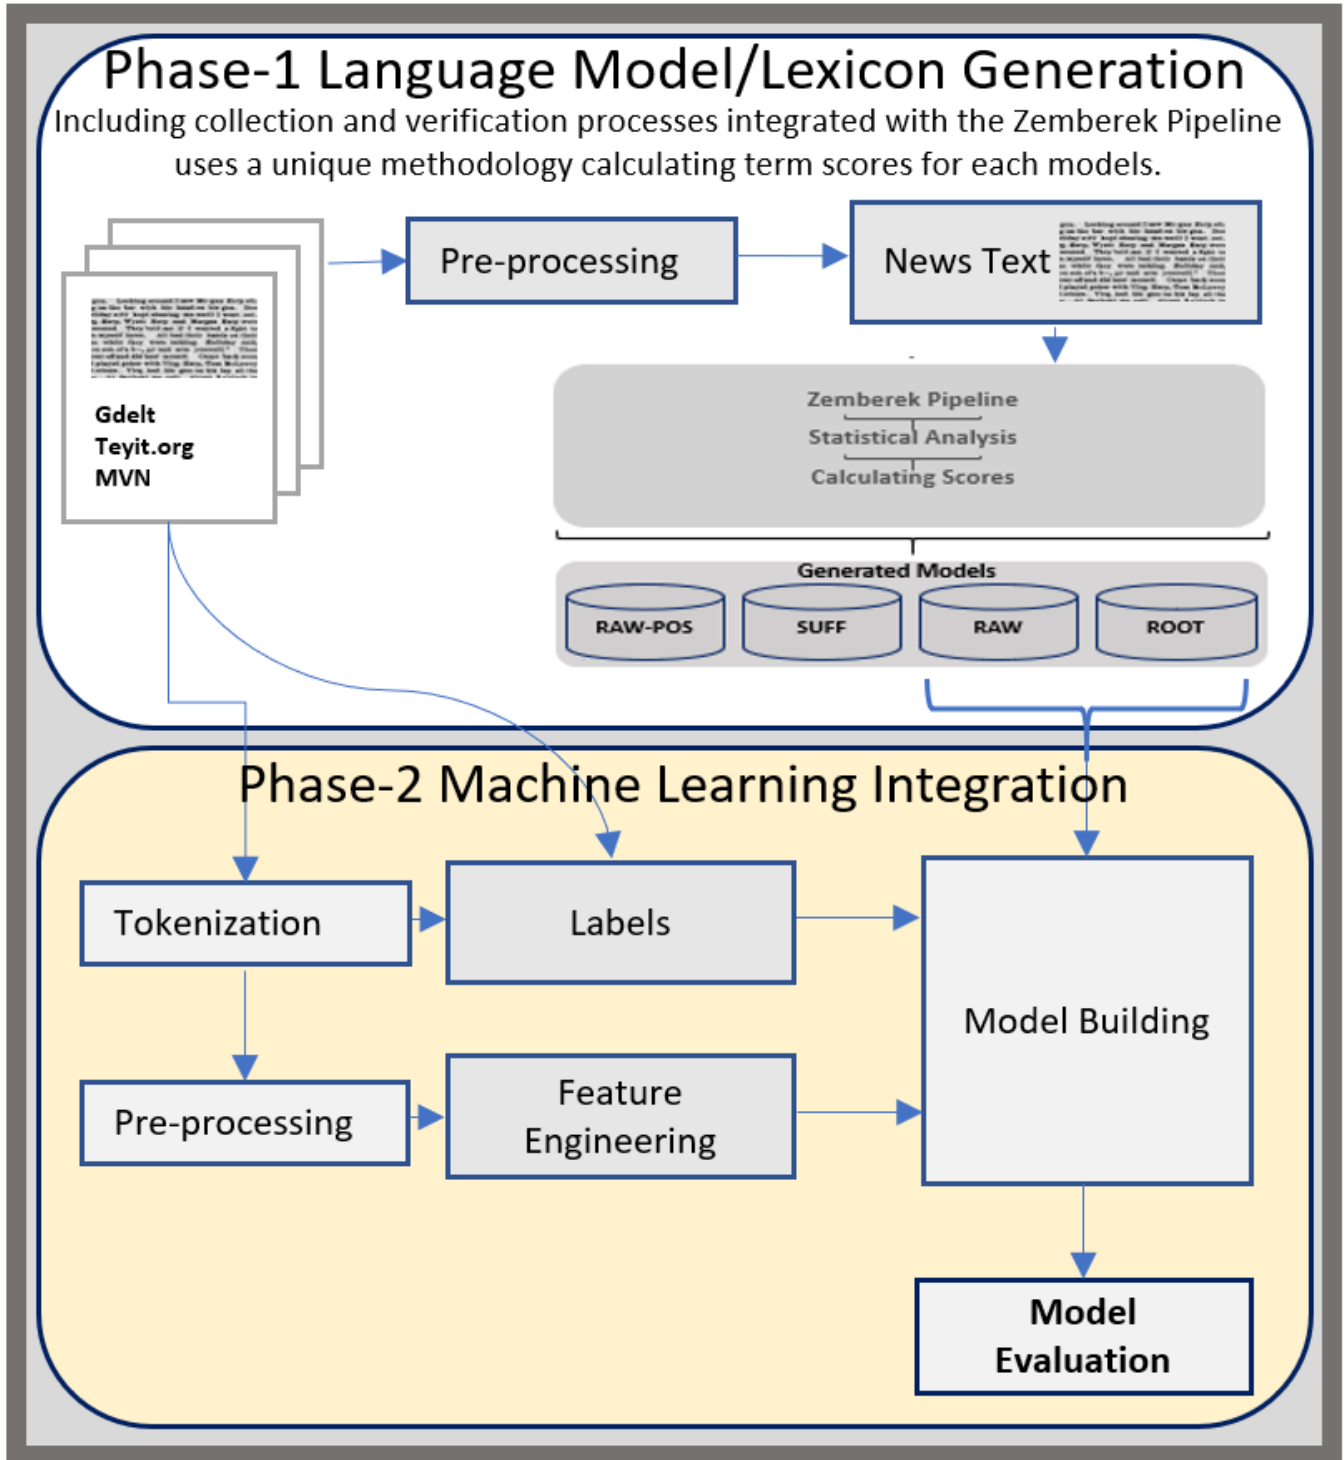 Phase-1 Language Model/Lexicon Generation
Including collection and verification processes integrated with the Zemberek Pipeline
uses a unique methodology calculating term scores for each models.
Pre-processing
News Text
Gdelt
Teyit.org
MVN
Zemberek Pipeline
Statistical Analysis
Calculating Scores
Generated Models
RAW-POS
SUFF
RAW
ROOT
Phase-2 Machine Learning Integration
Tokenization
Labels
Model Building
Pre-processing
Feature
Engineering
Model
Evaluation